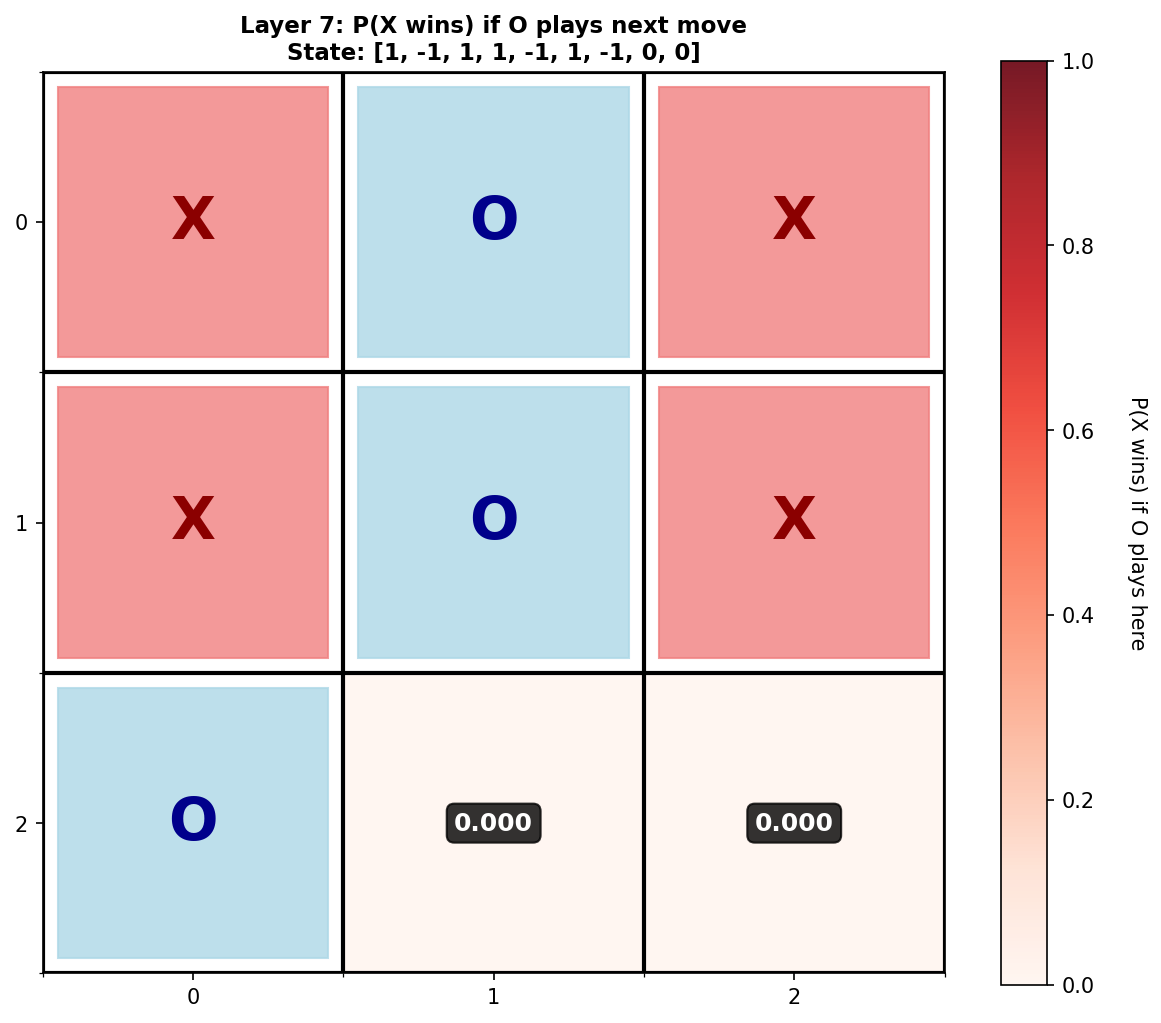 Layer 7: P(X wins) if O plays next move
State: [1, -1, 1, 1, -1, 1, -1, 0, 0]
X
O
X
X
O
X
O
0.000
0.000
0
1
2
0
1
2
1.0
0.8
0.6
0.4
0.2
0.0
P(X wins) if O plays here